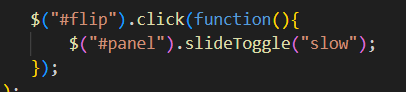 $("#flip").click(function(){
$("#panel").slideToggle("slow");
});
);